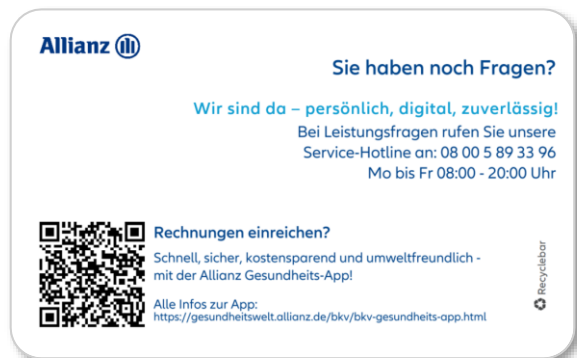 Allianz
Sie haben noch Fragen?
Wir sind da – persönlich, digital, zuverlässig!
Bei Leistungsfragen rufen Sie unsere
Service-Hotline an: 08 00 5 89 33 96
Mo bis Fr 08:00 - 20:00 Uhr
Rechnungen einreichen?
Schnell, sicher, kostensparend und umweltfreundlich -
mit der Allianz Gesundheits-App!
Alle Infos zur App:
https://gesundheitswelt.allianz.de/bkv/bkv-gesundheits-app.html
Recyclebar